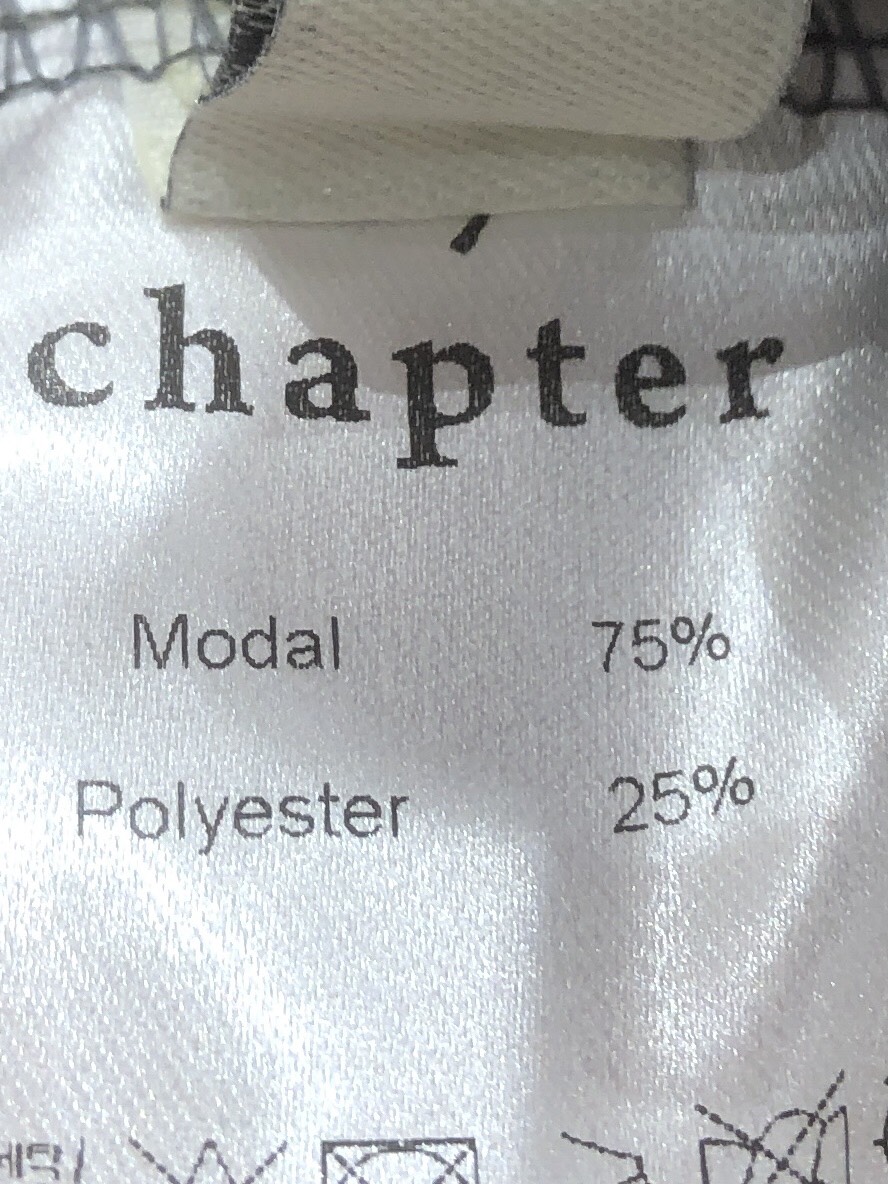 chapter
Modal 75%
Polyester 25%